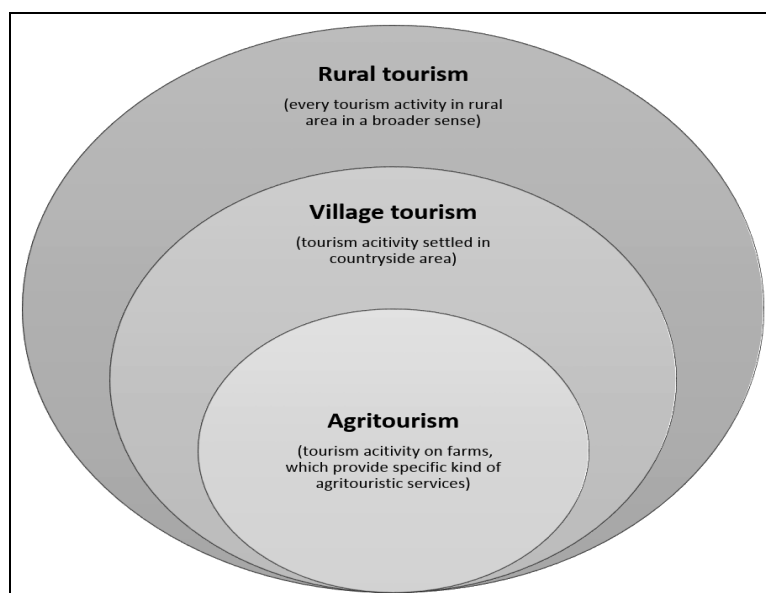 Rural tourism
(every tourism activity in rural
area in a broader sense)
Village tourism
(tourism acitivity settled in
countryside area)
Agritourism
(tourism acitivity on farms,
which provide specific kind of
agritouristic services)